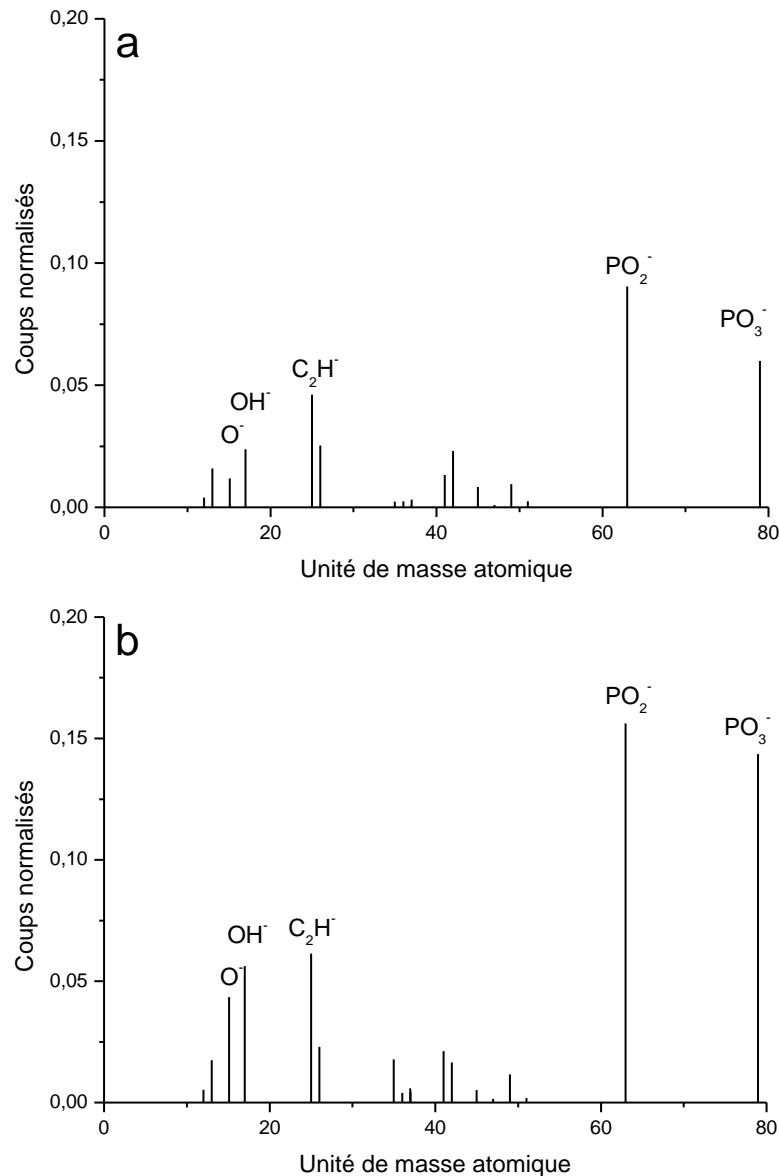 a
Coups normalisés
0,20
0,15
0,10
0,05
0,00
O⁻
OH⁻
C₂H⁻
PO₂⁻
PO₃⁻
0 20 40 60 80
Unité de masse atomique
b
Coups normalisés
0,20
0,15
0,10
0,05
0,00
O⁻
OH⁻
C₂H⁻
PO₂⁻
PO₃⁻
0 20 40 60 80
Unité de masse atomique